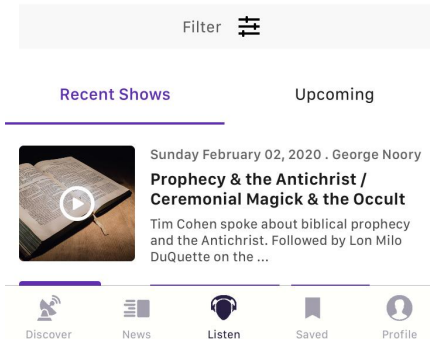 Filter
Recent Shows
Upcoming
Sunday February 02, 2020 . George Noory
Prophecy & the Antichrist /
Ceremonial Magick & the Occult
Tim Cohen spoke about biblical prophecy
and the Antichrist. Followed by Lon Milo
DuQuette on the ...
Discover
News
Listen
Saved
Profile